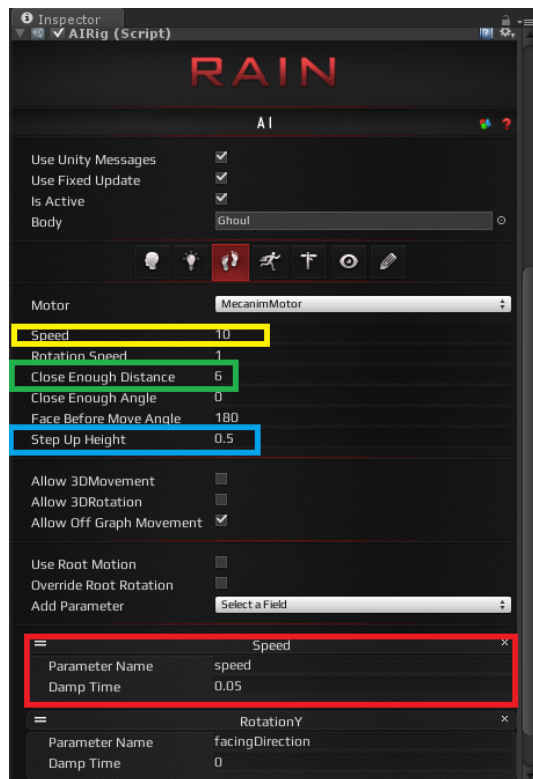 Inspector
AIRig (Script)
RAIN
AI
Use Unity Messages
Use Fixed Update
Is Active
Body Ghoul
Motor MecanimMotor
Speed 10
Rotation Speed 1
Close Enough Distance 6
Close Enough Angle 0
Face Before Move Angle 180
Step Up Height 0.5
Allow 3DMovement
Allow 3DRotation
Allow Off Graph Movement
Use Root Motion
Override Root Rotation
Add Parameter Select a Field
Speed
Parameter Name speed
Damp Time 0.05
RotationY
Parameter Name facingDirection
Damp Time 0